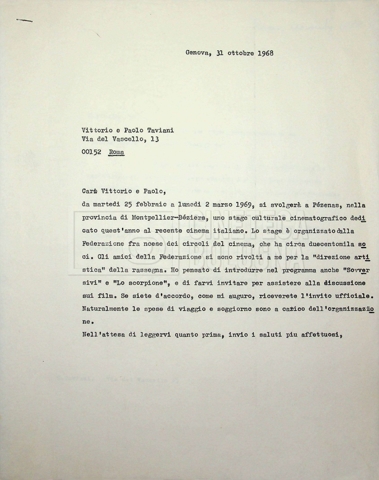 Genova, 31 ottobre 1968
Vittorio e Paolo Taviani
Via del Vascello, 13
00152 Roma
Cari Vittorio e Paolo,
da martedì 25 febbraio a lunedì 2 marzo 1969, si svolgerà a Pézenas, nella
provincia di Montpellier-Béziers, uno stage culturale cinematografico dedi
cato quest'anno al recente cinema italiano. Lo stage è organizzato dalla
Federazione fra noese dei circoli del cinema, che ha circa duecentomila so
ci. Gli amici della Federazione si sono rivolti a me per la "direzione arti
stica" della rassegna. Ho pensato di introdurre nel programma anche "Sovver
sivi" e "Lo scorpione", e di farvi invitare per assistere alla discussione
sui film. Se siete d'accordo, come mi auguro, riceverete l'invito ufficiale.
Naturalmente le spese di viaggio e soggiorno sono a carico dell'organizzazio
ne.
Nell'attesa di leggervi quanto prima, invio i saluti più affettuosi,